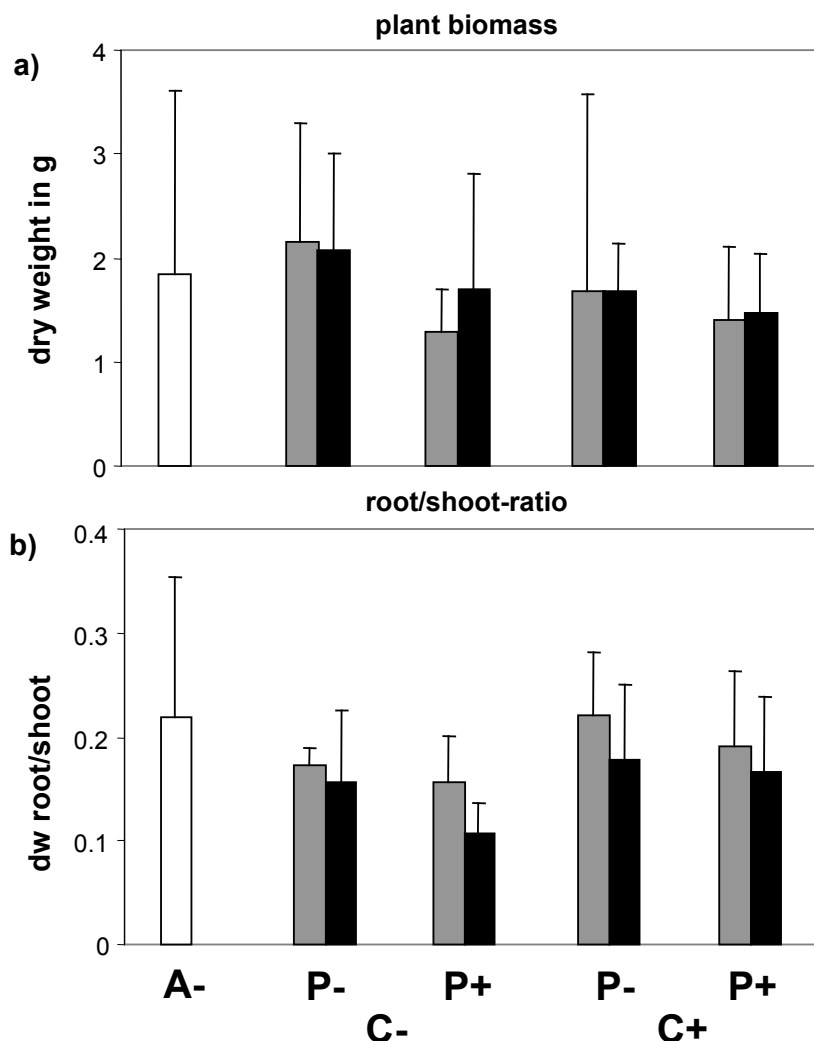 plant biomass
a)
4
3
2
1
0
dry weight in g
root/shoot-ratio
b)
0.4
0.3
0.2
0.1
0
dw root/shoot
A- P- P+ P- P+
C- C+